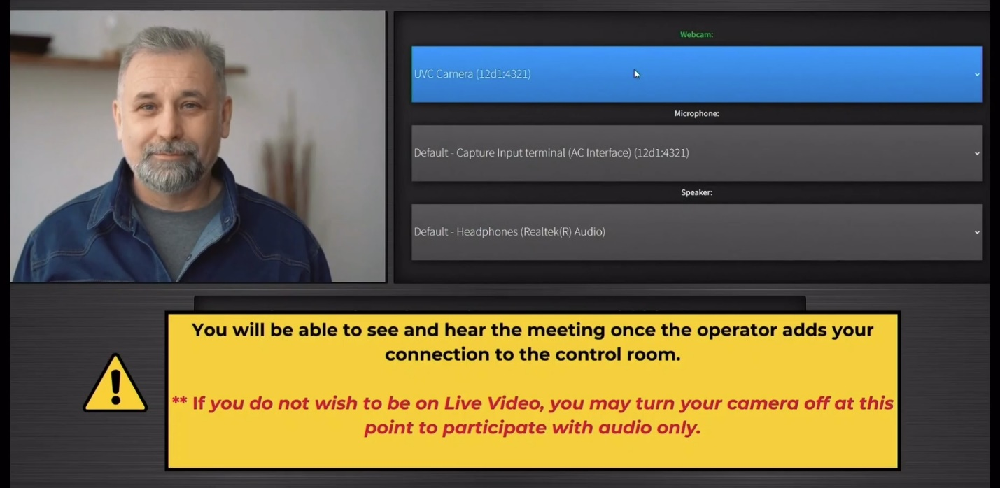 Webcam:
UVC Camera (12d1:4321)
Microphone:
Default - Capture Input terminal (AC Interface) (12d1:4321)
Speaker:
Default - Headphones (Realtek(R) Audio)
You will be able to see and hear the meeting once the operator adds your
connection to the control room.
** If you do not wish to be on Live Video, you may turn your camera off at this
point to participate with audio only.